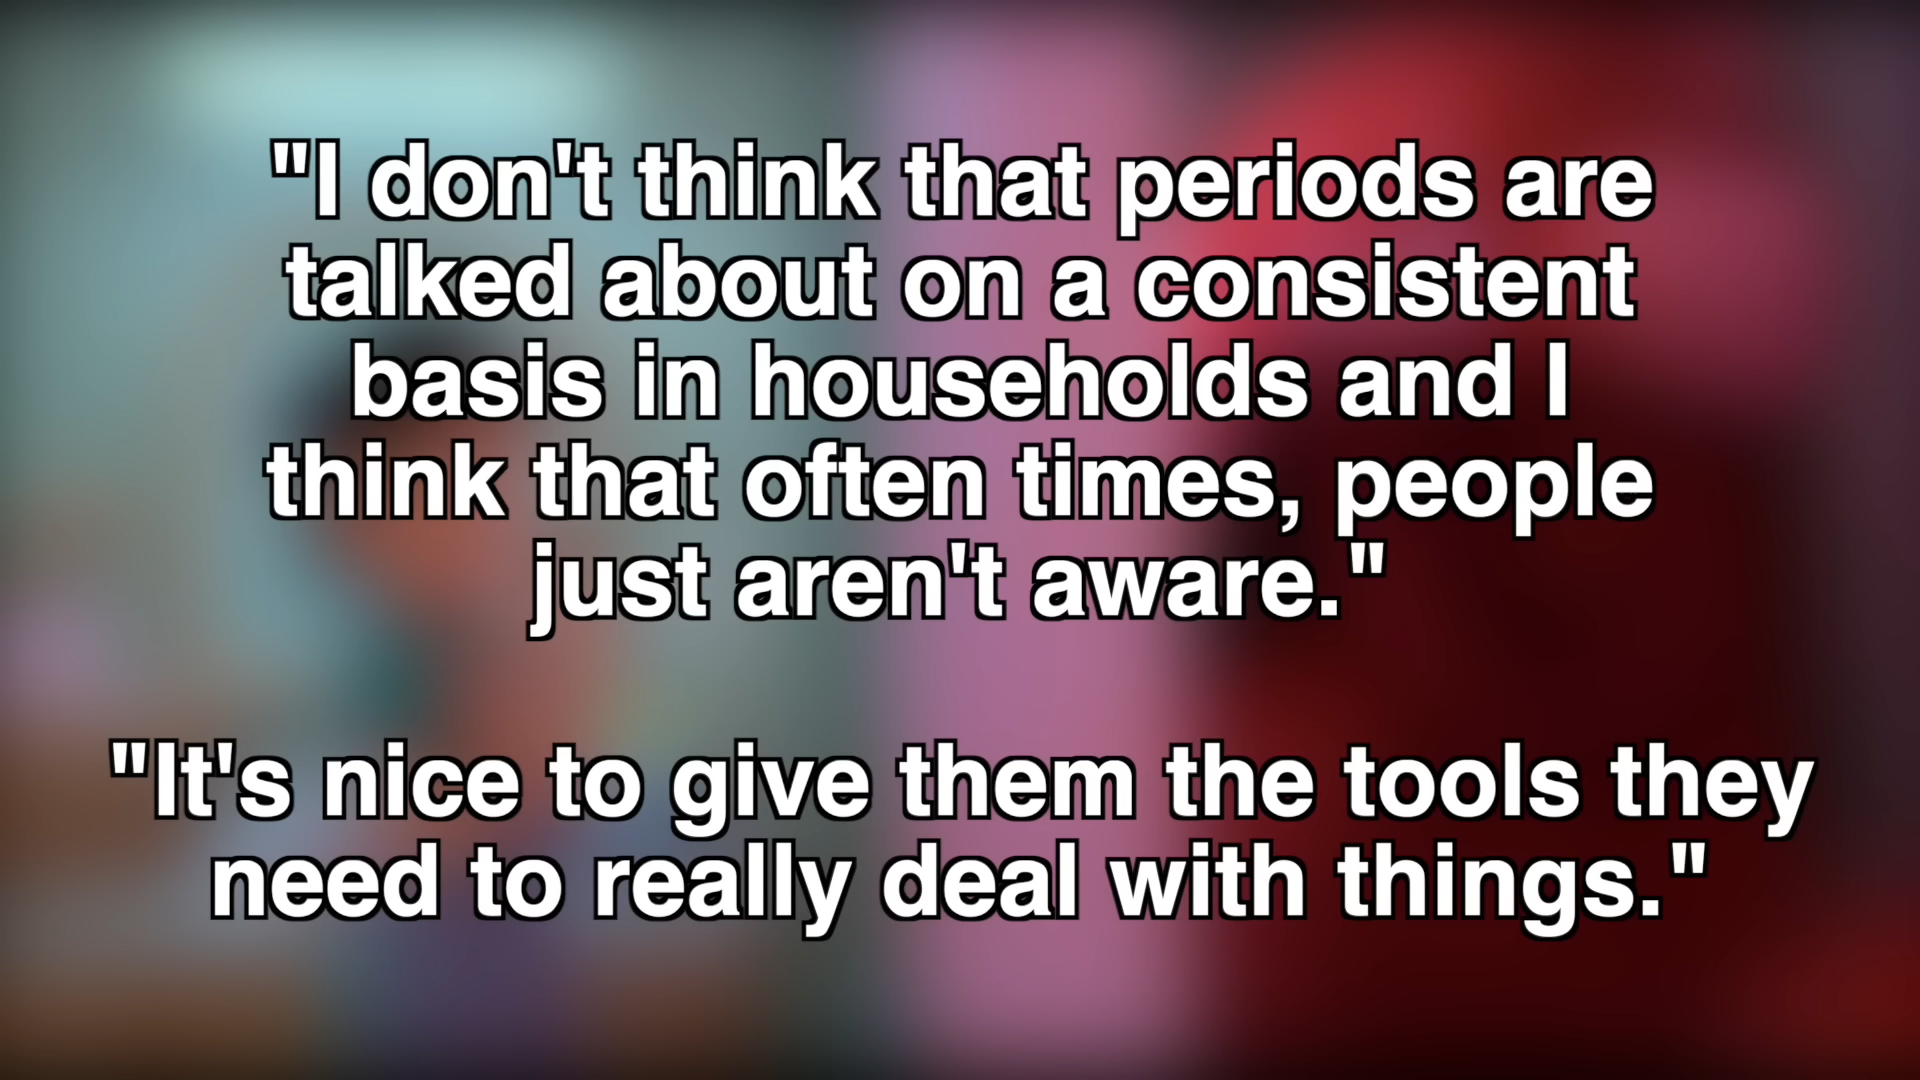 "I don't think that periods are
talked about on a consistent
basis in households and I
think that often times, people
just aren't aware."
"It's nice to give them the tools they
need to really deal with things."